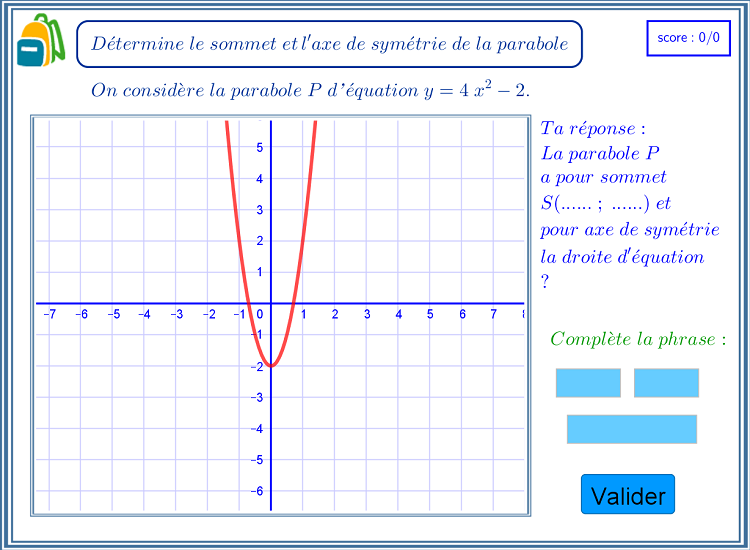 Détermine le sommet et l'axe de symétrie de la parabole
score : 0/0
On considère la parabole P d'équation y = 4 x² − 2.
Ta réponse :
La parabole P
a pour sommet
S(...... ; ......) et
pour axe de symétrie
la droite d'équation
?
Complète la phrase :
Valider
5
4
3
2
1
−7 −6 −5 −4 −3 −2 −1 0 1 2 3 4 5 6 7
−1
−2
−3
−4
−5
−6